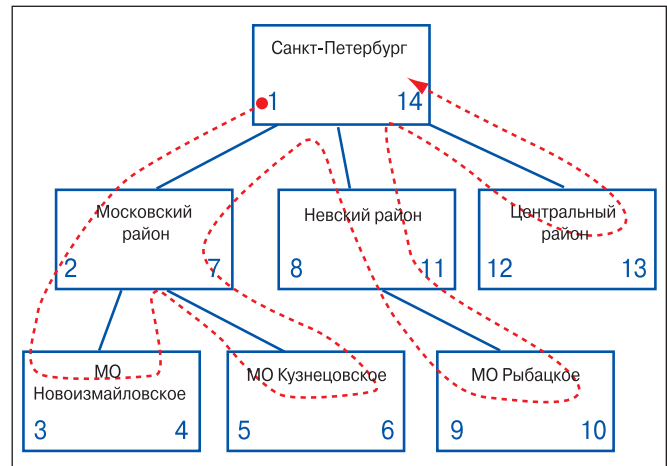 Санкт-Петербург
1 14
Московский
район
2 7
Невский район
8 11
Центральный
район
12 13
МО
Новоизмайловское
3 4
МО Кузнецовское
5 6
МО Рыбацкое
9 10